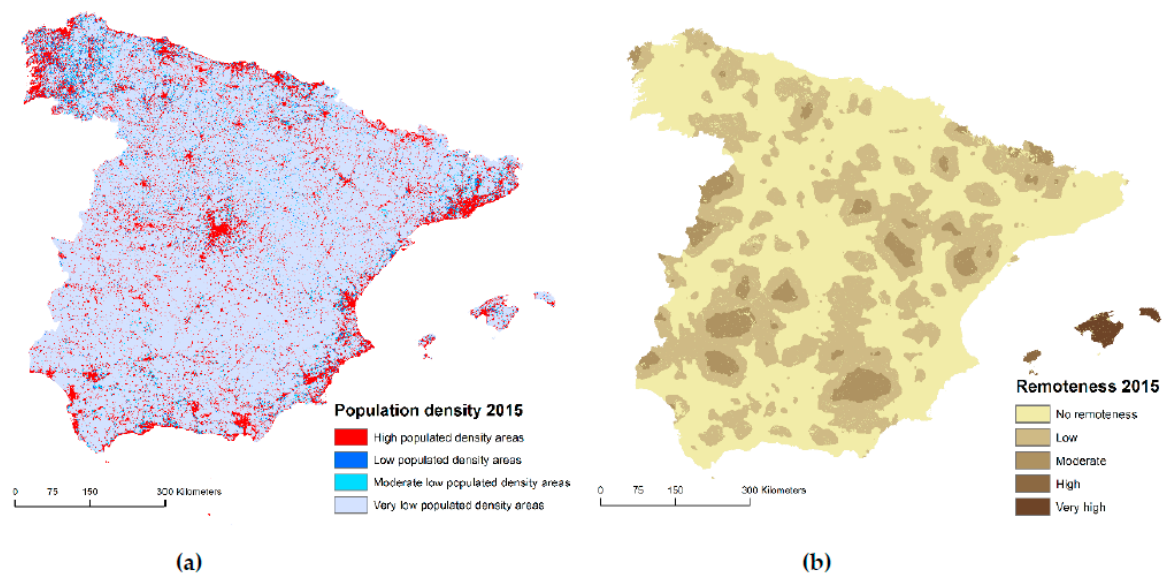 Population density 2015
High populated density areas
Low populated density areas
Moderate low populated density areas
Very low populated density areas
0 75 150 300 Kilometers
(a)
Remoteness 2015
No remoteness
Low
Moderate
High
Very high
0 75 150 300 Kilometers
(b)